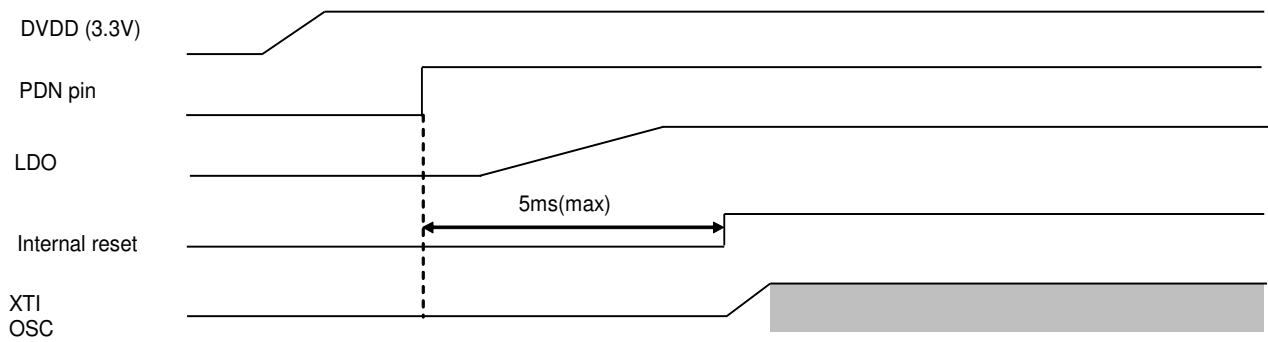 DVDD (3.3V)
PDN pin
LDO
5ms(max)
Internal reset
XTI
OSC